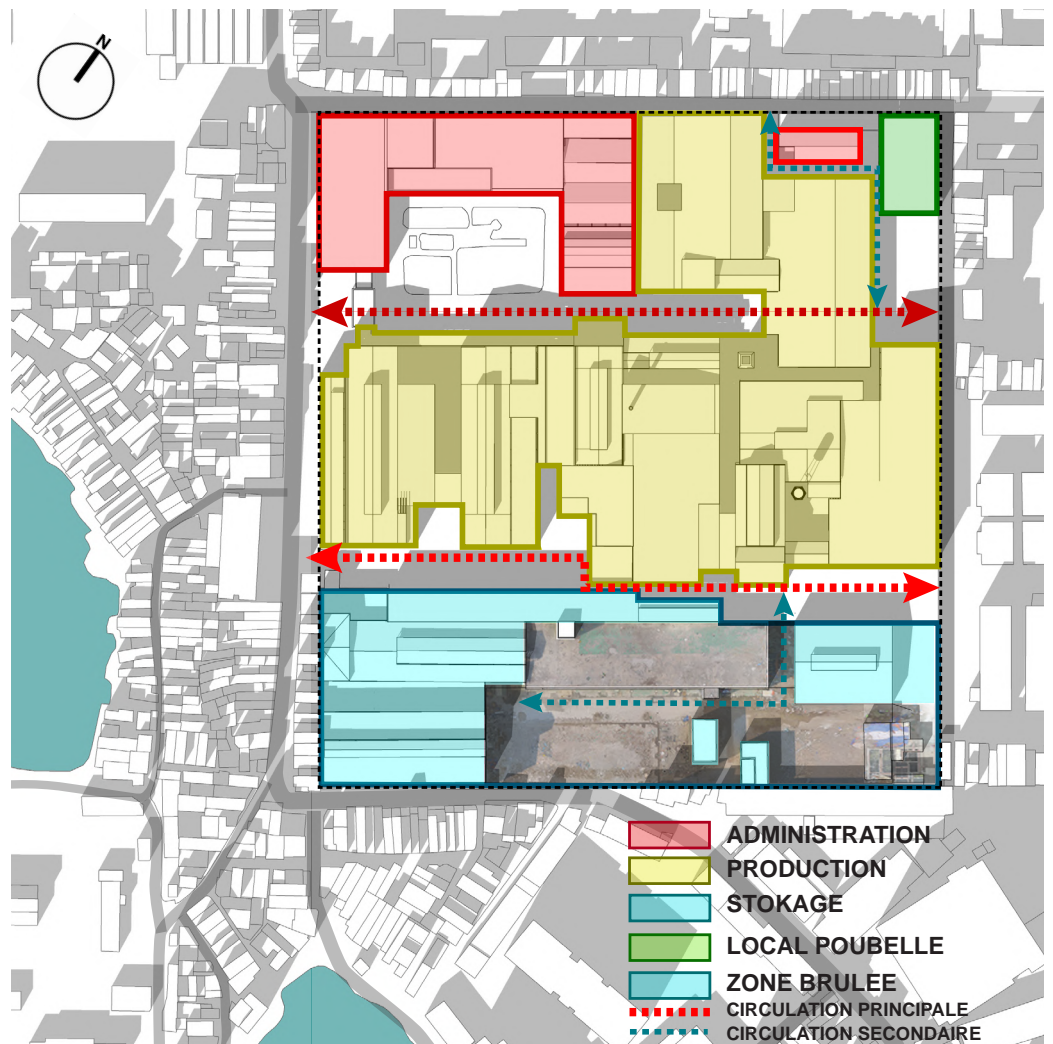 N
ADMINISTRATION
PRODUCTION
STOKAGE
LOCAL POUBELLE
ZONE BRULEE
CIRCULATION PRINCIPALE
CIRCULATION SECONDAIRE